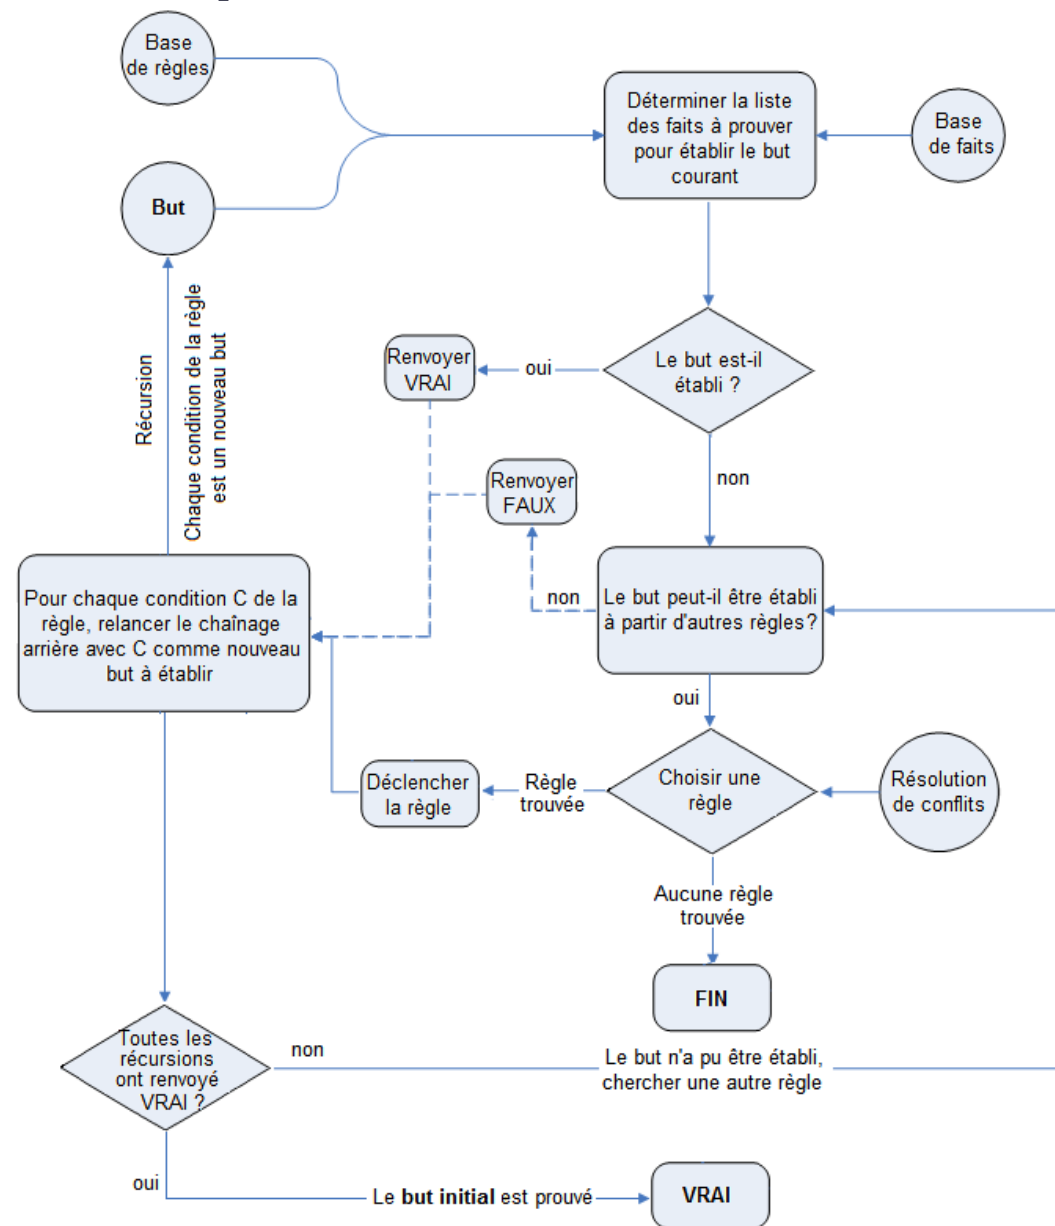 Base
de règles
Déterminer la liste
des faits à prouver
pour établir le but
courant
Base
de faits
But
Récursion
Chaque condition de la règle
est un nouveau but
Renvoyer
VRAI
oui
Le but est-il
établi ?
non
Renvoyer
FAUX
non
Le but peut-il être établi
à partir d'autres règles?
Pour chaque condition C de la
règle, relancer le chaînage
arrière avec C comme nouveau
but à établir
oui
Déclencher
la règle
Règle
trouvée
Choisir une
règle
Résolution
de conflits
Aucune règle
trouvée
FIN
Toutes les
récursions
ont renvoyé
VRAI ?
non
Le but n'a pu être établi,
chercher une autre règle
oui
Le but initial est prouvé
VRAI